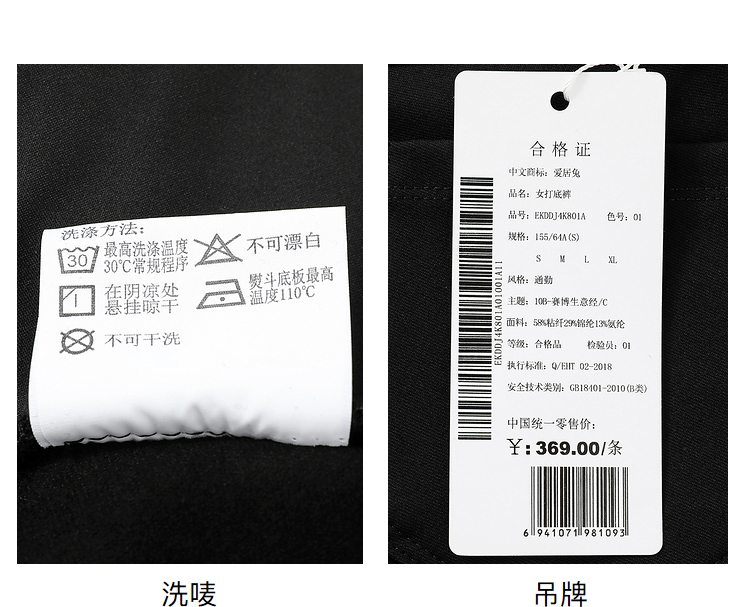 洗涤方法:
30
最高洗涤温度
30℃常规程序
不可漂白
在阴凉处
悬挂晾干
熨斗底板最高
温度110℃
不可干洗
洗唛
合格证
中文商标: 爱居兔
品名: 女打底裤
品号: EKDDJ4K801A 色号: 01
规格: 155/64A(S)
S M L XL
风格: 通勤
主题: 10B-赛博生意经/C
面料: 58%粘纤29%锦纶13%氨纶
等级: 合格品 检验员: 01
执行标准: Q/EHT 02-2018
安全技术类别: GB18401-2010(B类)
中国统一零售价:
¥: 369.00/条
6 941071 981093
EKDDJ4K801A01001A11
吊牌